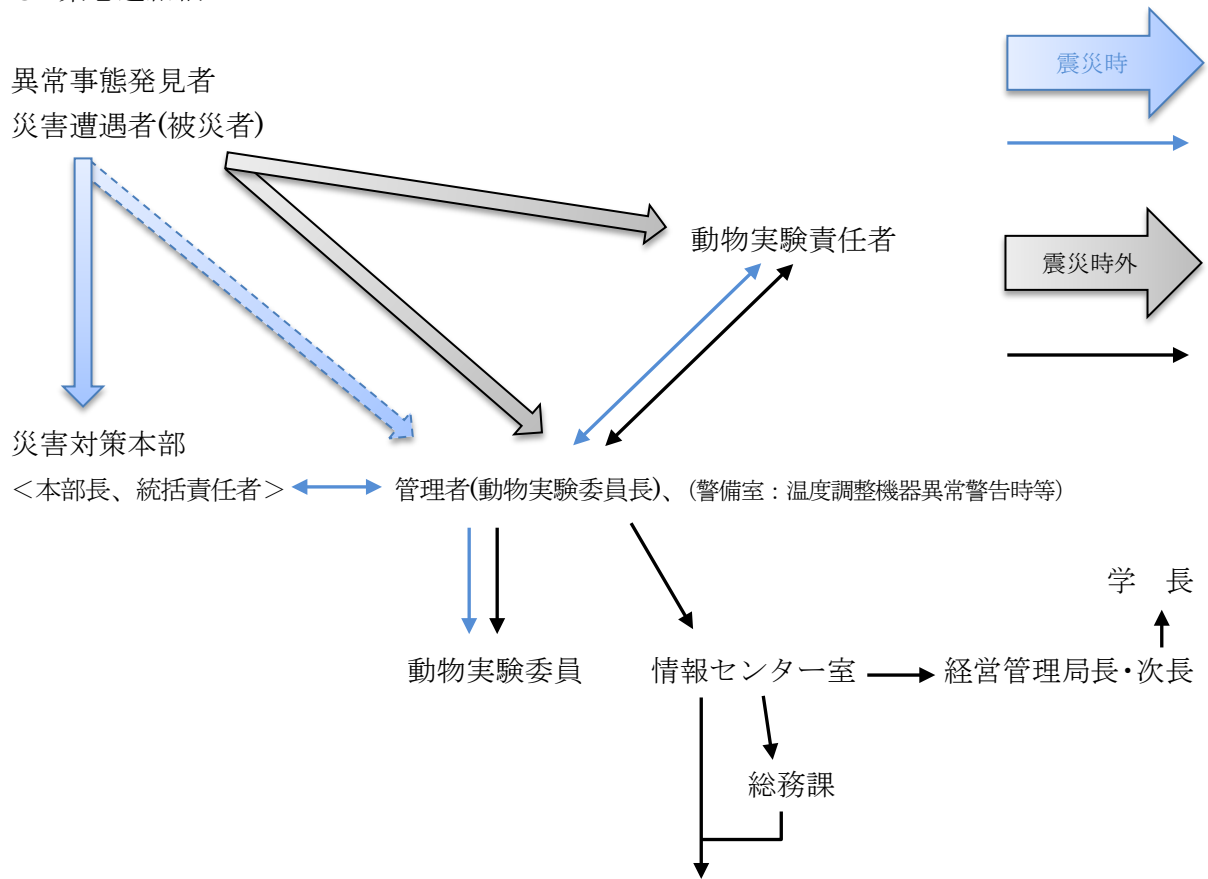 震災時
異常事態発見者
災害遭遇者(被災者)
動物実験責任者
震災時外
災害対策本部
＜本部長、統括責任者＞
管理者(動物実験委員長)、(警備室：温度調整機器異常警告時等)
学　長
動物実験委員
情報センター室
経営管理局長・次長
総務課